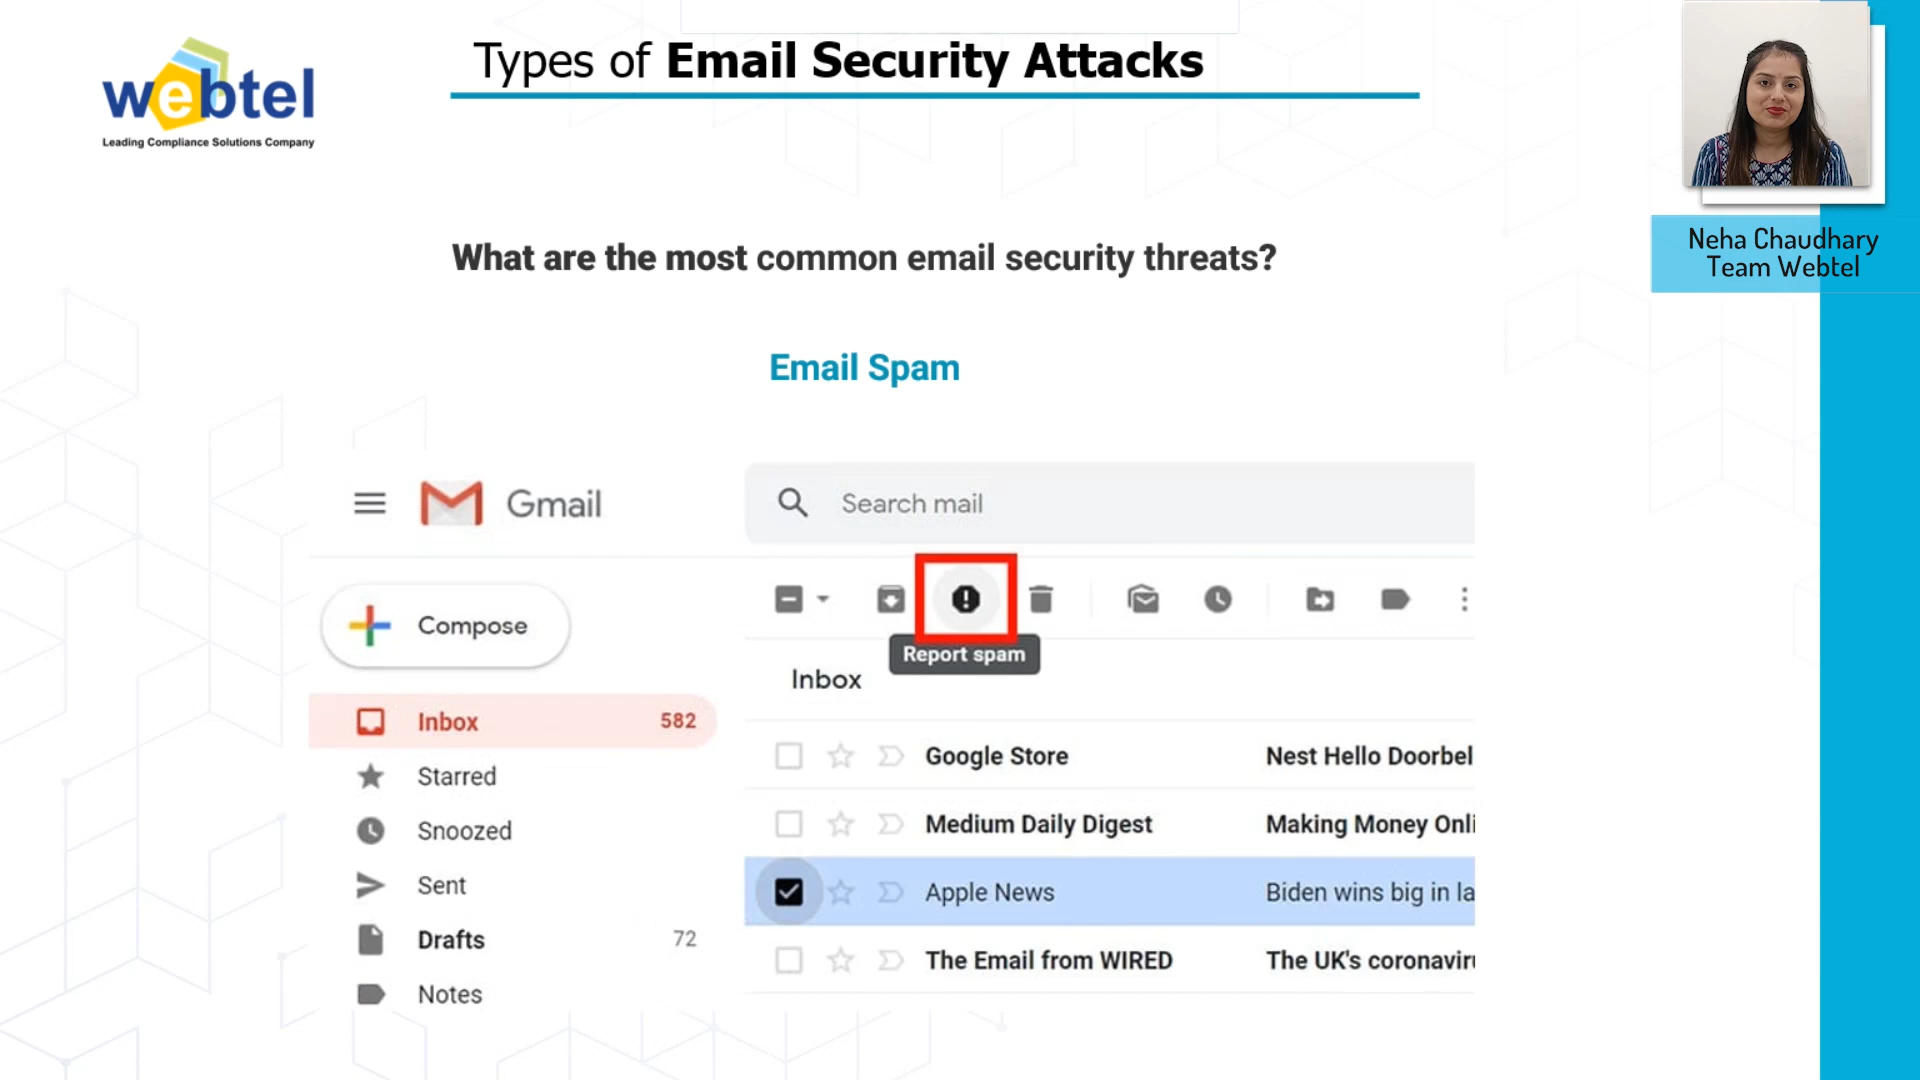 webtel
Leading Compliance Solutions Company
Types of Email Security Attacks
Neha Chaudhary
Team Webtel
What are the most common email security threats?
Email Spam
Gmail
Search mail
Compose
Report spam
Inbox
Inbox 582
Starred
Snoozed
Sent
Drafts 72
Notes
Google Store Nest Hello Doorbel
Medium Daily Digest Making Money Onli
Apple News Biden wins big in la
The Email from WIRED The UK's coronaviru